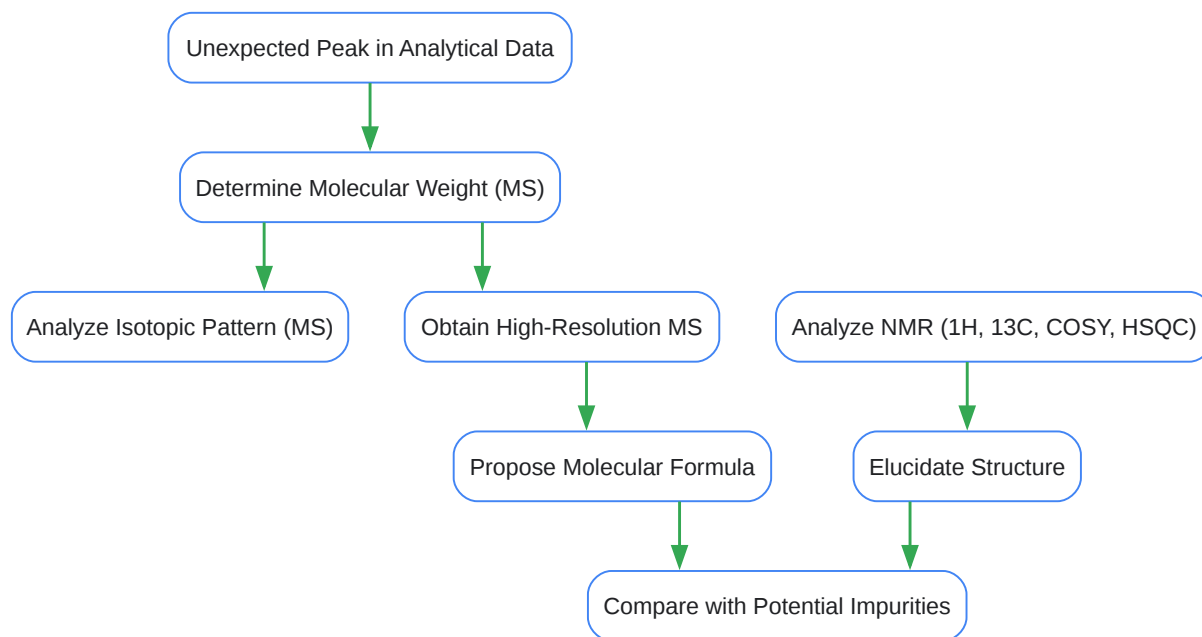 Unexpected Peak in Analytical Data
Determine Molecular Weight (MS)
Analyze Isotopic Pattern (MS)
Obtain High-Resolution MS
Analyze NMR (1H, 13C, COSY, HSQC)
Propose Molecular Formula
Elucidate Structure
Compare with Potential Impurities